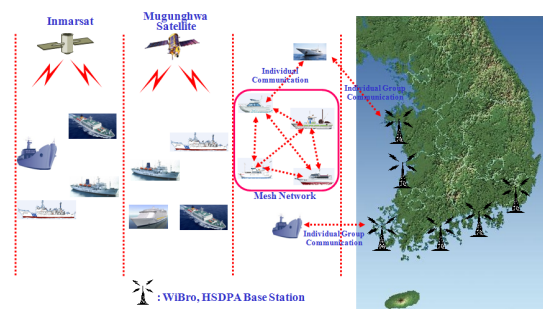 Inmarsat
Mugunghwa
Satellite
Individual
Communication
Individual Group
Communication
Mesh Network
Individual Group
Communication
: WiBro, HSDPA Base Station